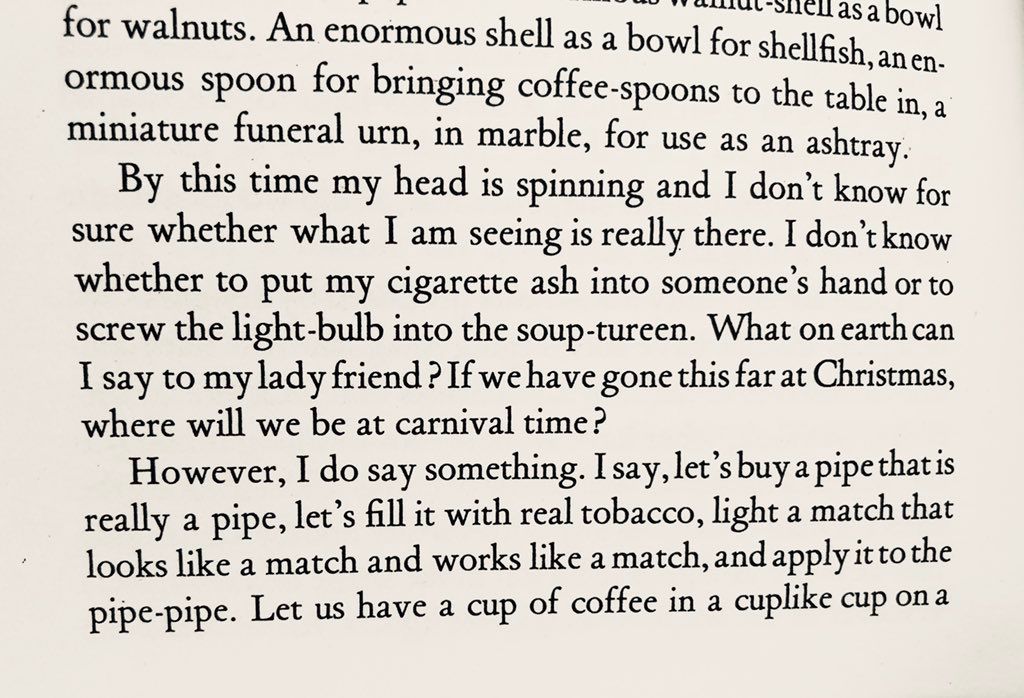 walnut-shell as a bowl
for walnuts. An enormous shell as a bowl for shellfish, an en-
ormous spoon for bringing coffee-spoons to the table in, a
miniature funeral urn, in marble, for use as an ashtray.
By this time my head is spinning and I don't know for
sure whether what I am seeing is really there. I don't know
whether to put my cigarette ash into someone's hand or to
screw the light-bulb into the soup-tureen. What on earth can
I say to my lady friend? If we have gone this far at Christmas,
where will we be at carnival time?
However, I do say something. I say, let's buy a pipe that is
really a pipe, let's fill it with real tobacco, light a match that
looks like a match and works like a match, and apply it to the
pipe-pipe. Let us have a cup of coffee in a cuplike cup on a